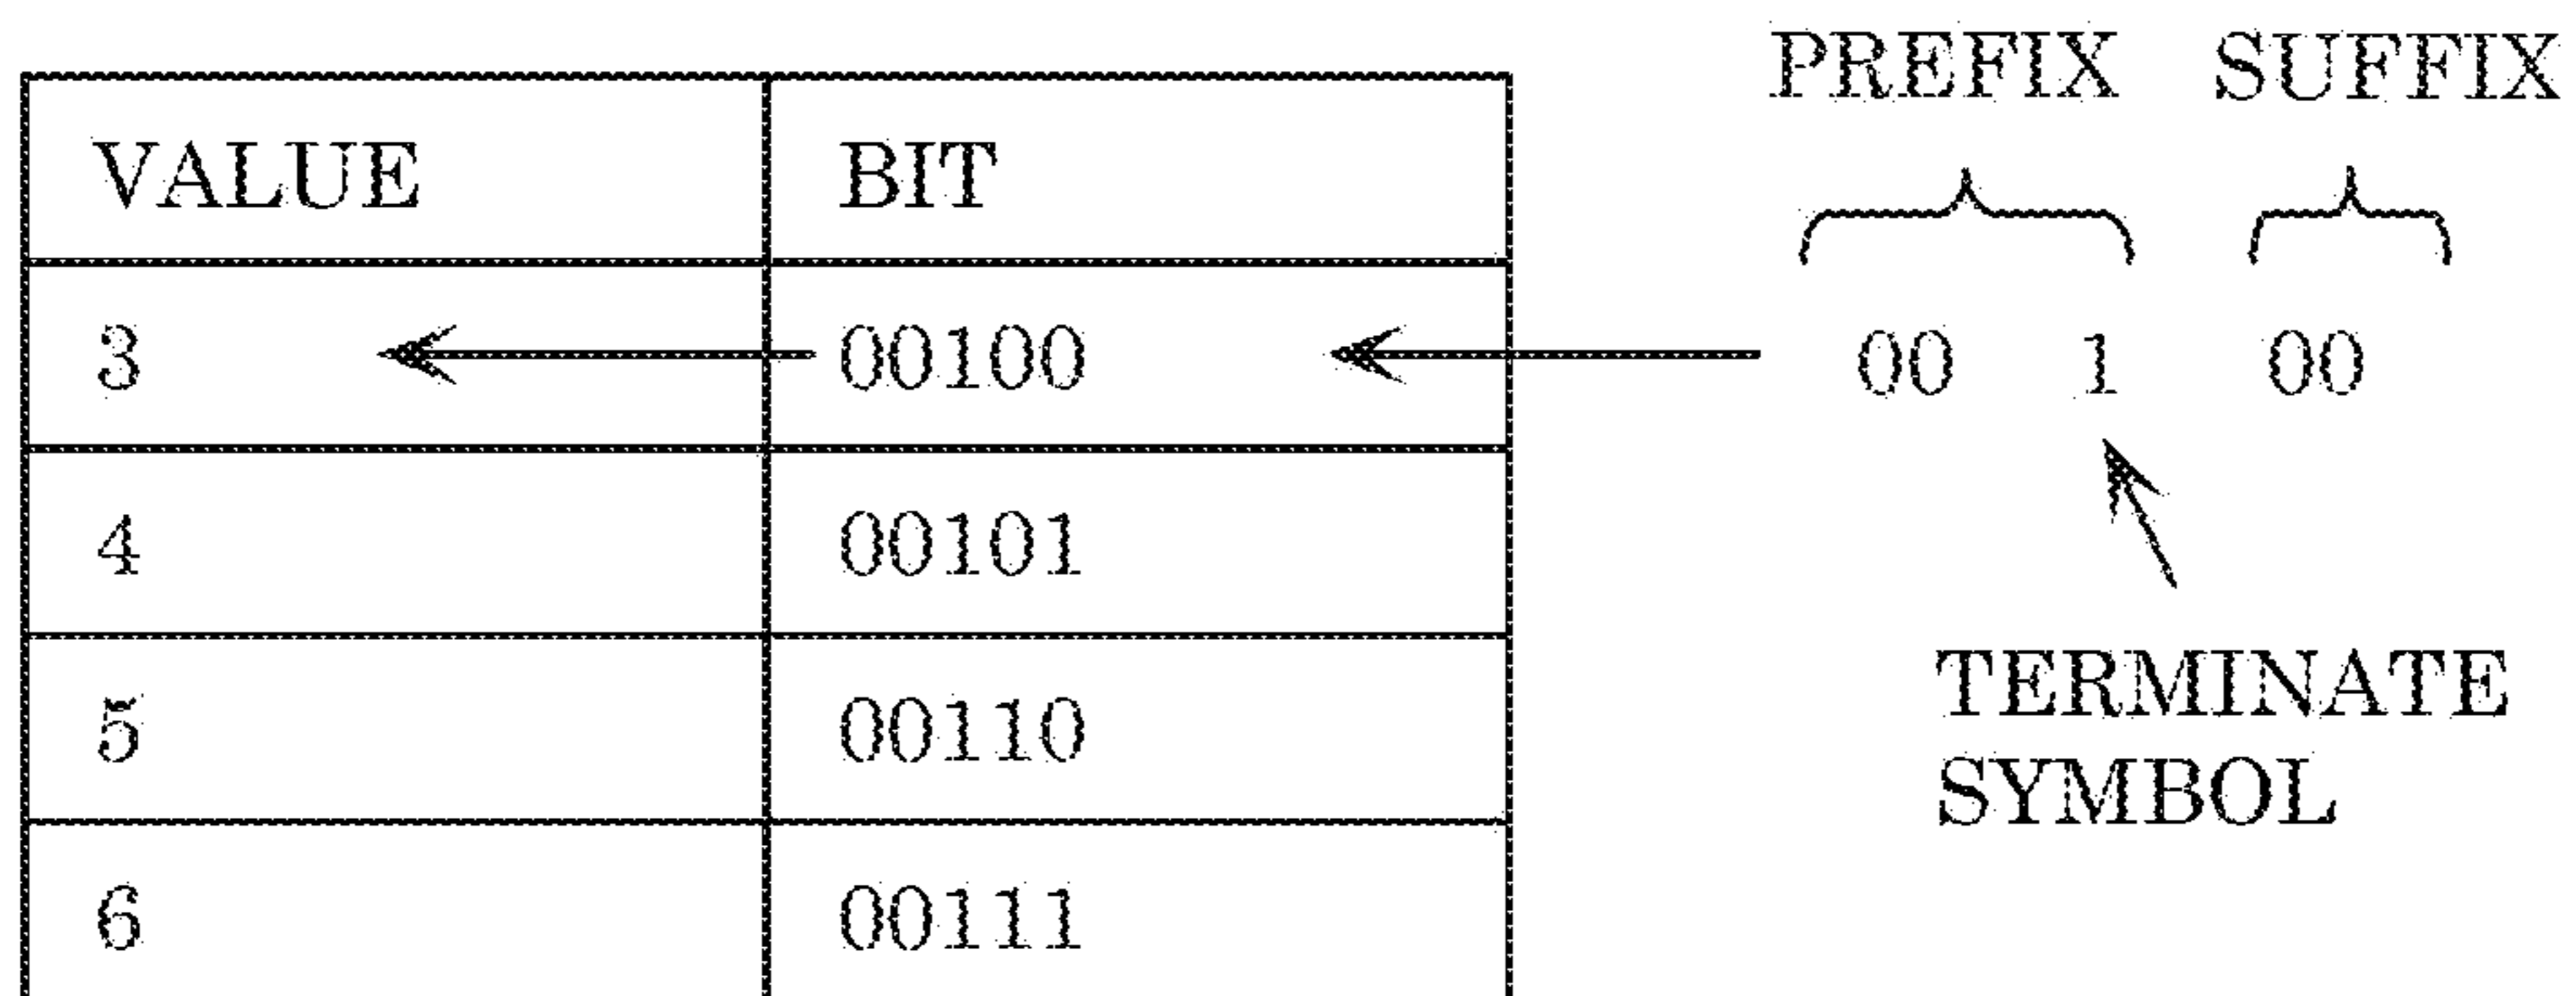 PREFIX SUFFIX
VALUE BIT
3 00100 00 1 00
4 00101
5 00110
TERMINATE
SYMBOL
6 00111